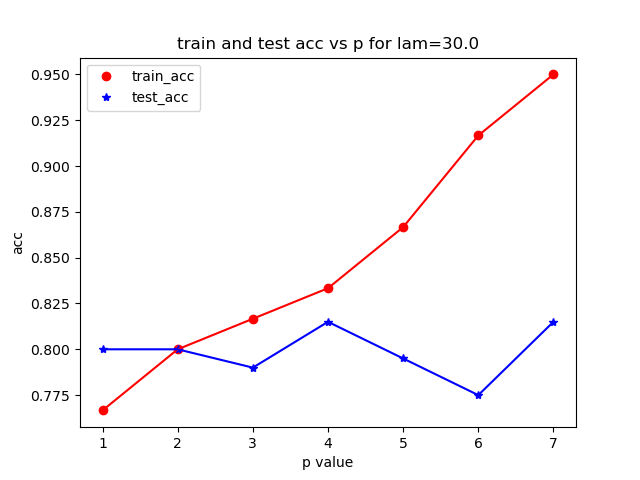 train and test acc vs p for lam=30.0
train_acc
test_acc
0.950
0.925
0.900
0.875
0.850
0.825
0.800
0.775
acc
1 2 3 4 5 6 7
p value